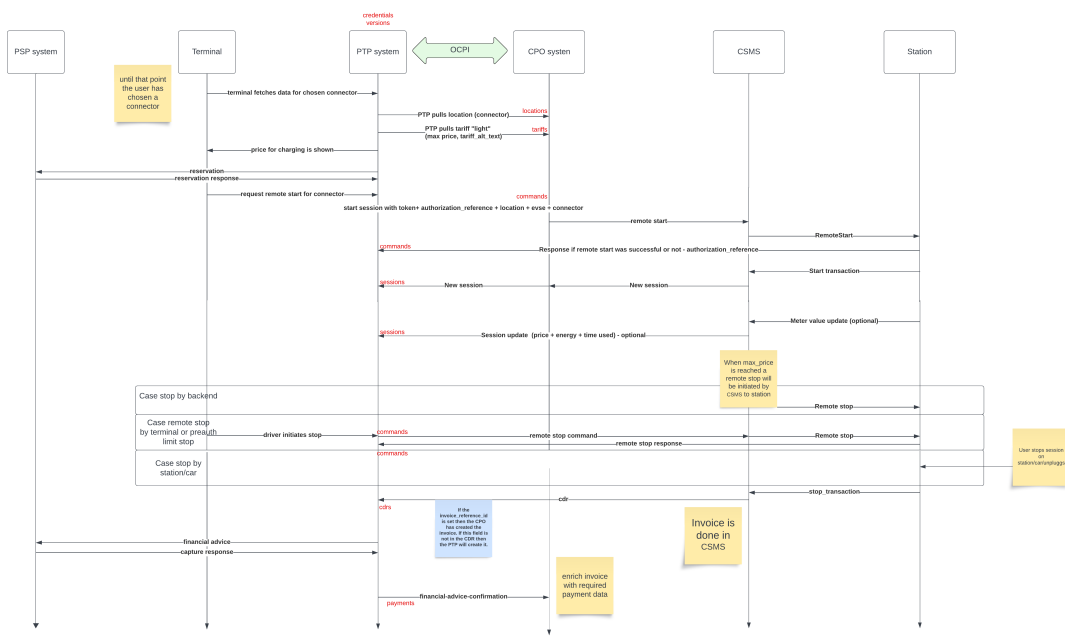 credentials
versions
PSP system
Terminal
PTP system
OCPI
CPO systen
CSMS
Station
until that point
the user has
chosen a
connector
terminal fetches data for chosen connector
PTP pulls location (connector)
locations
PTP pulls tariff "light"
(max price, tariff_alt_text)
tariffs
price for charging is shown
reservation
reservation response
request remote start for connector
commands
start session with token+ authorization_reference + location + evse + connector
remote start
RemoteStart
commands
Response if remote start was successful or not - authorization_reference
Start transaction
sessions
New session
New session
Meter value update (optional)
sessions
Session update (price + energy + time used) - optional
When max_price
is reached a
remote stop will
be initiated by
CSMS to station
Case stop by backend
Remote stop
Case remote stop
by terminal or preauth
limit stop
driver initiates stop
commands
remote stop command
Remote stop
remote stop response
commands
Case stop by
station/car
User stops session
on
station/car/unpluggs
stop_transaction
cdr
cdrs
If the
invoice_reference_id
is set then the CPO
has created the
invoice. If this field is
not in the CDR then
the PTP will create it.
Invoice is
done in
CSMS
financial advice
capture response
enrich invoice
with required
payment data
financial-advice-confirmation
payments